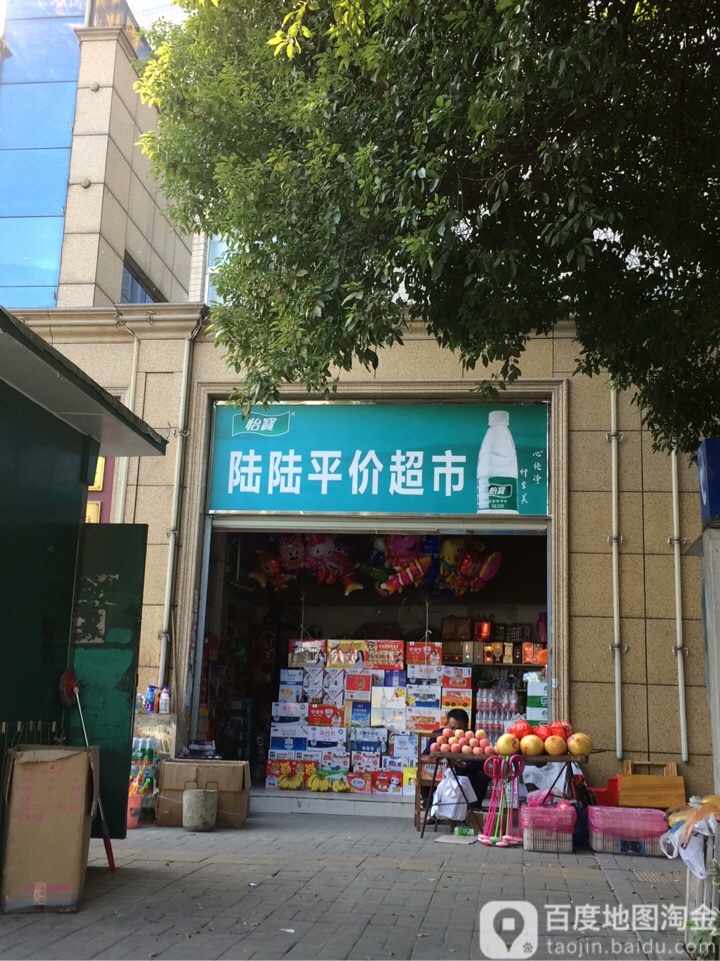 怡寶
陆陆平价超市
心纯净
怡寶
百度地图淘金
taojin.baidu.com